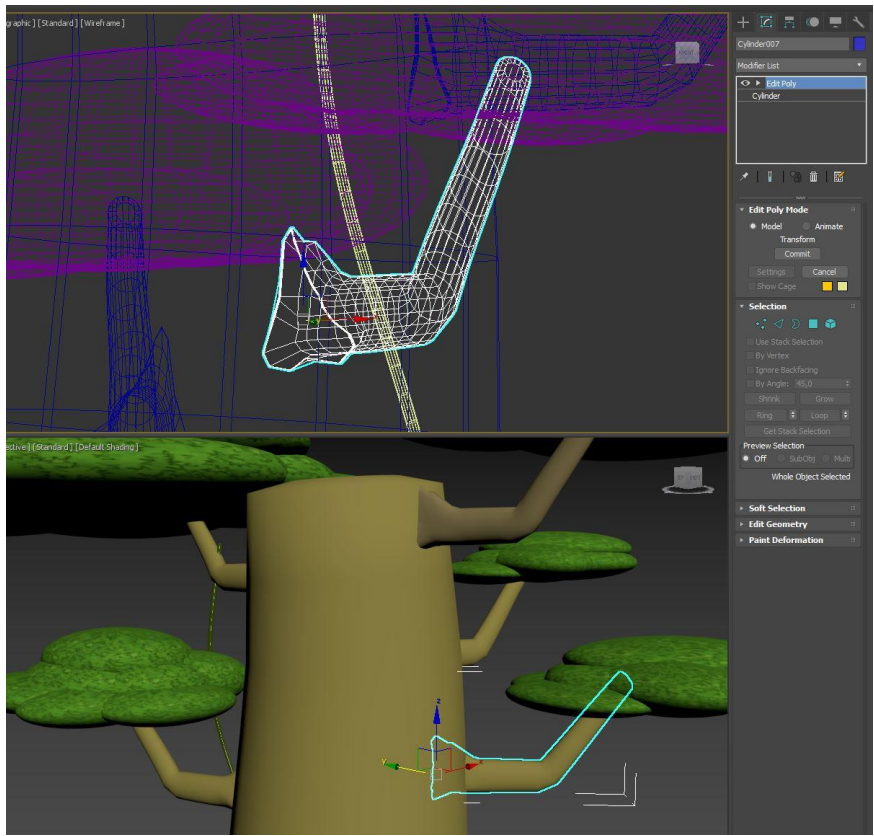 graphic ] [ Standard ] [ Wireframe ]
FRONT
Cylinder007
Modifier List
Edit Poly
Cylinder
Edit Poly Mode
Model Animate
Transform
Commit
Settings Cancel
Show Cage
Selection
Use Stack Selection
By Vertex
Ignore Backfacing
By Angle: 45,0
Shrink Grow
Ring Loop
Get Stack Selection
Preview Selection
Off SubObj Multi
Whole Object Selected
Soft Selection
Edit Geometry
Paint Deformation
ective ] [ Standard ] [ Default Shading ]
z
y